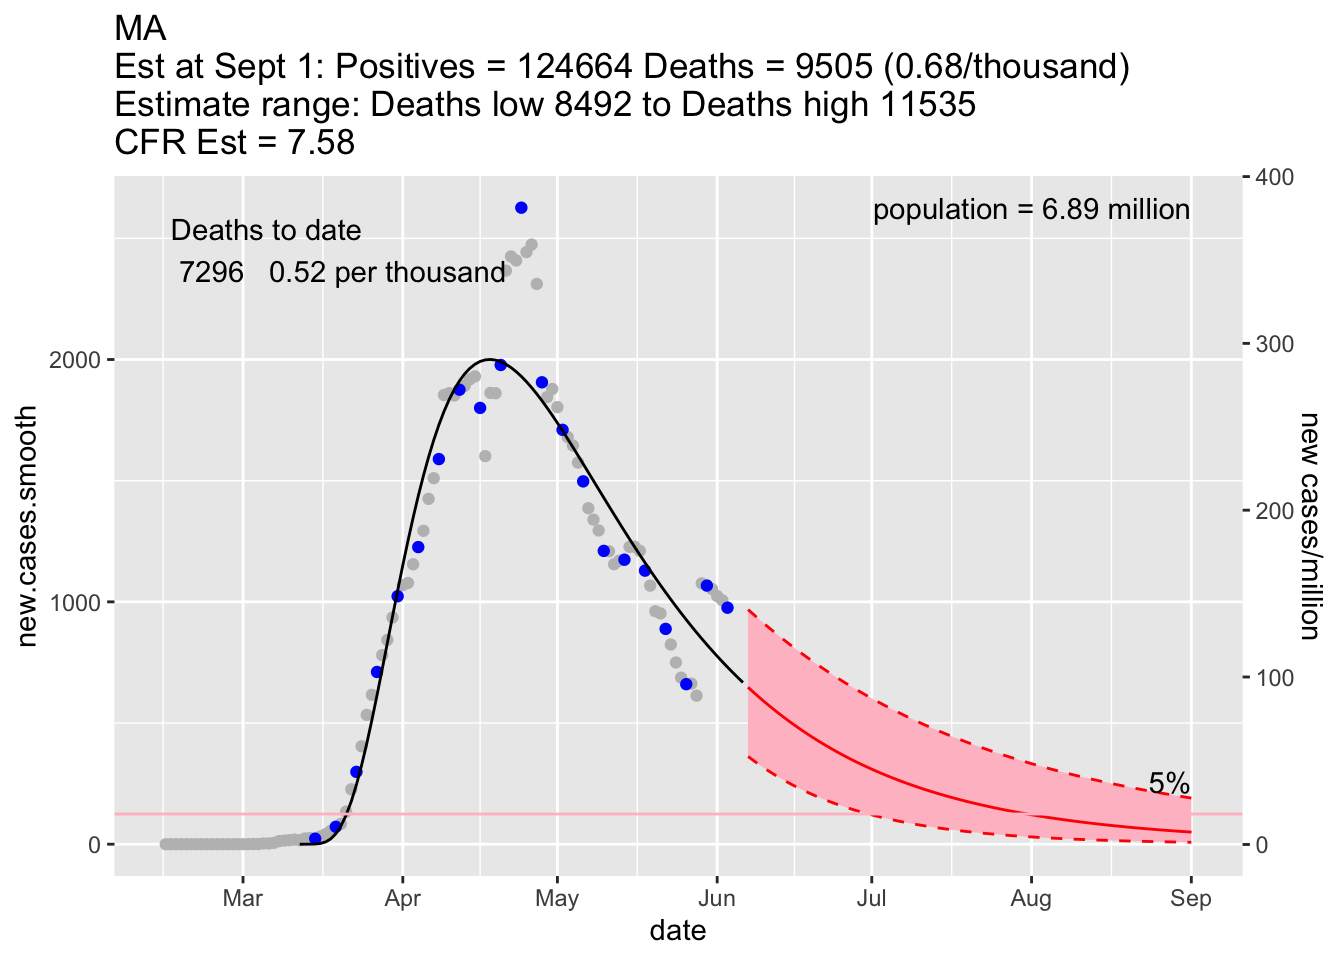 MA
Est at Sept 1: Positives = 124664 Deaths = 9505 (0.68/thousand)
Estimate range: Deaths low 8492 to Deaths high 11535
CFR Est = 7.58
Deaths to date
7296 0.52 per thousand
population = 6.89 million
5%
new.cases.smooth
2000
1000
0
400
300
200
100
0
new cases/million
Mar Apr May Jun Jul Aug Sep
date